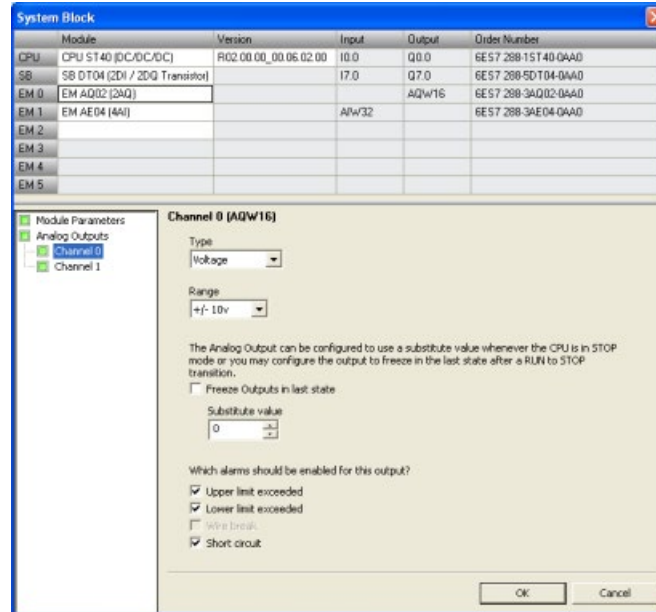 System Block
Module Version Input Output Order Number
CPU CPU ST40 (DC/DC/DC) R02.00.00_00.06.02.00 I0.0 Q0.0 6ES7 288-1ST40-0AA0
SB SB DT04 (2DI / 2DQ Transistor) I7.0 Q7.0 6ES7 288-5DT04-0AA0
EM 0 EM AQ02 (2AQ) AQW16 6ES7 288-3AQ02-0AA0
EM 1 EM AE04 (4AI) AIW32 6ES7 288-3AE04-0AA0
EM 2
EM 3
EM 4
EM 5
Module Parameters
Analog Outputs
Channel 0
Channel 1
Channel 0 (AQW16)
Type
Voltage
Range
+/- 10v
The Analog Output can be configured to use a substitute value whenever the CPU is in STOP
mode or you may configure the output to freeze in the last state after a RUN to STOP
transition.
Freeze Outputs in last state
Substitute value
0
Which alarms should be enabled for this output?
Upper limit exceeded
Lower limit exceeded
Wire break
Short circuit
OK Cancel